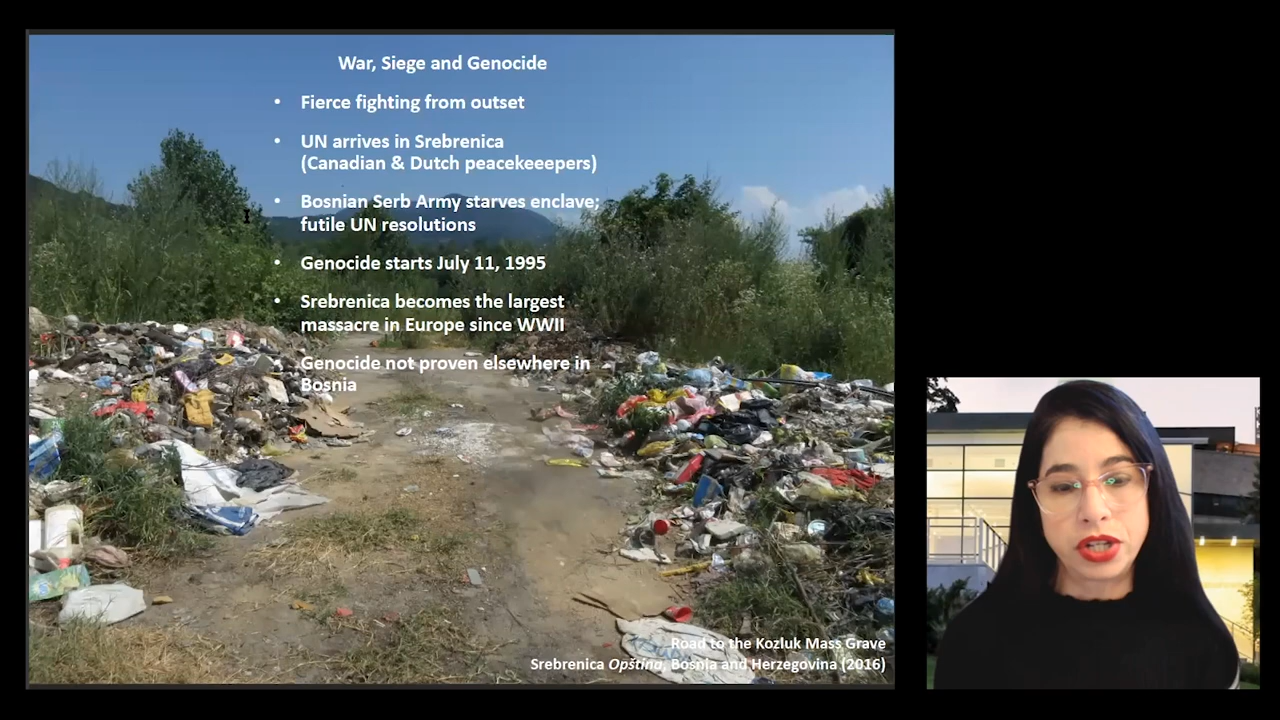 War, Siege and Genocide
• Fierce fighting from outset
• UN arrives in Srebrenica
(Canadian & Dutch peacekeeepers)
• Bosnian Serb Army starves enclave;
futile UN resolutions
• Genocide starts July 11, 1995
• Srebrenica becomes the largest
massacre in Europe since WWII
Genocide not proven elsewhere in
Bosnia
Road to the Kozluk Mass Grave
Srebrenica Opština, Bosnia and Herzegovina (2016)